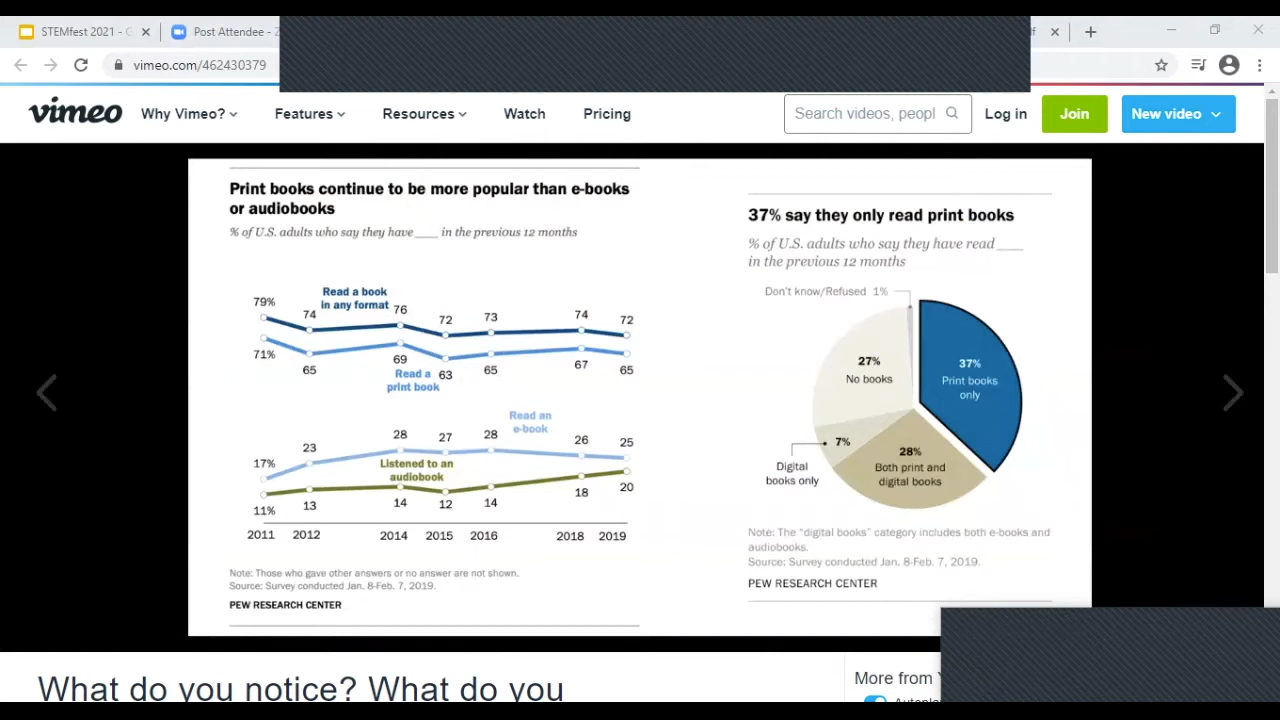 STEMfest 2021 - G
Post Attendee - Z
vimeo.com/462430379
vimeo
Why Vimeo?
Features
Resources
Watch
Pricing
Search videos, peopl
Log in
Join
New video
Print books continue to be more popular than e-books
or audiobooks
% of U.S. adults who say they have ___ in the previous 12 months
Read a book
in any format
79%
74
76
72
73
74
72
71%
65
69
63
65
67
65
Read a
print book
Read an
e-book
17%
23
28
27
28
26
25
Listened to an
audiobook
11%
13
14
12
14
18
20
2011
2012
2014
2015
2016
2018
2019
Note: Those who gave other answers or no answer are not shown.
Source: Survey conducted Jan. 8-Feb. 7, 2019.
PEW RESEARCH CENTER
37% say they only read print books
% of U.S. adults who say they have read ___
in the previous 12 months
Don't know/Refused 1%
27%
No books
37%
Print books
only
7%
Digital
books only
28%
Both print and
digital books
Note: The "digital books" category includes both e-books and
audiobooks.
Source: Survey conducted Jan. 8-Feb. 7, 2019.
PEW RESEARCH CENTER
What do you notice? What do you
More from